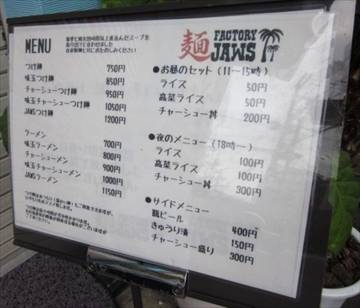 MENU
つけ麺 750円
味玉つけ麺 850円
チャーシューつけ麺 950円
味玉チャーシューつけ麺 1050円
JAWSつけ麺 1200円
ラーメン 700円
味玉ラーメン 800円
チャーシューメン 900円
味玉チャーシューメン 1000円
JAWSラーメン 1150円
麺 FACTORY JAWS
●お昼のセット（11ー15時）
ライス 50円
高菜ライス 50円
チャーシュー丼 200円
●夜のメニュー（18時ー）
ライス 100円
高菜ライス 100円
チャーシュー丼 300円
●サイドメニュー
瓶ビール 400円
きゅうり漬 150円
チャーシュー盛り 300円